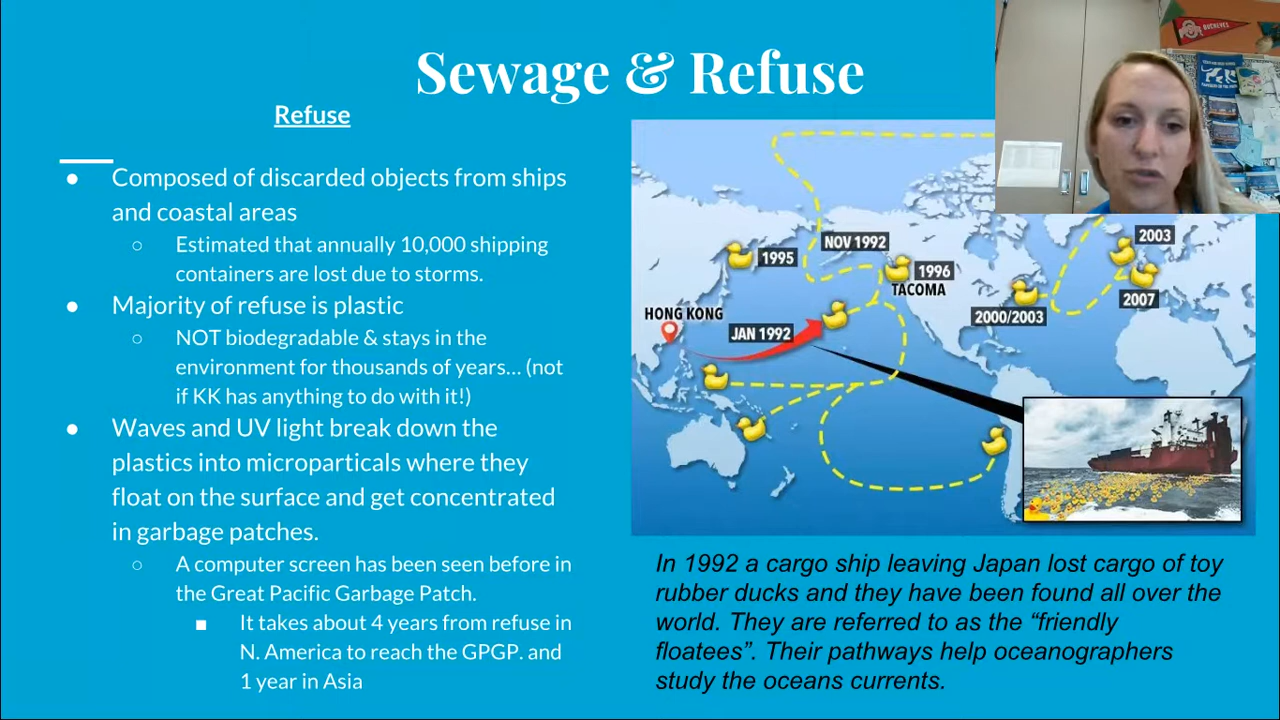 Sewage & Refuse
Refuse
● Composed of discarded objects from ships
and coastal areas
○ Estimated that annually 10,000 shipping
containers are lost due to storms.
● Majority of refuse is plastic
○ NOT biodegradable & stays in the
environment for thousands of years... (not
if KK has anything to do with it!)
● Waves and UV light break down the
plastics into microparticals where they
float on the surface and get concentrated
in garbage patches.
○ A computer screen has been seen before in
the Great Pacific Garbage Patch.
■ It takes about 4 years from refuse in
N. America to reach the GPGP. and
1 year in Asia
BUCKEYES
NOV 1992
2003
1995
1996
TACOMA
2007
2000/2003
HONG KONG
JAN 1992
In 1992 a cargo ship leaving Japan lost cargo of toy
rubber ducks and they have been found all over the
world. They are referred to as the “friendly
floatees”. Their pathways help oceanographers
study the oceans currents.